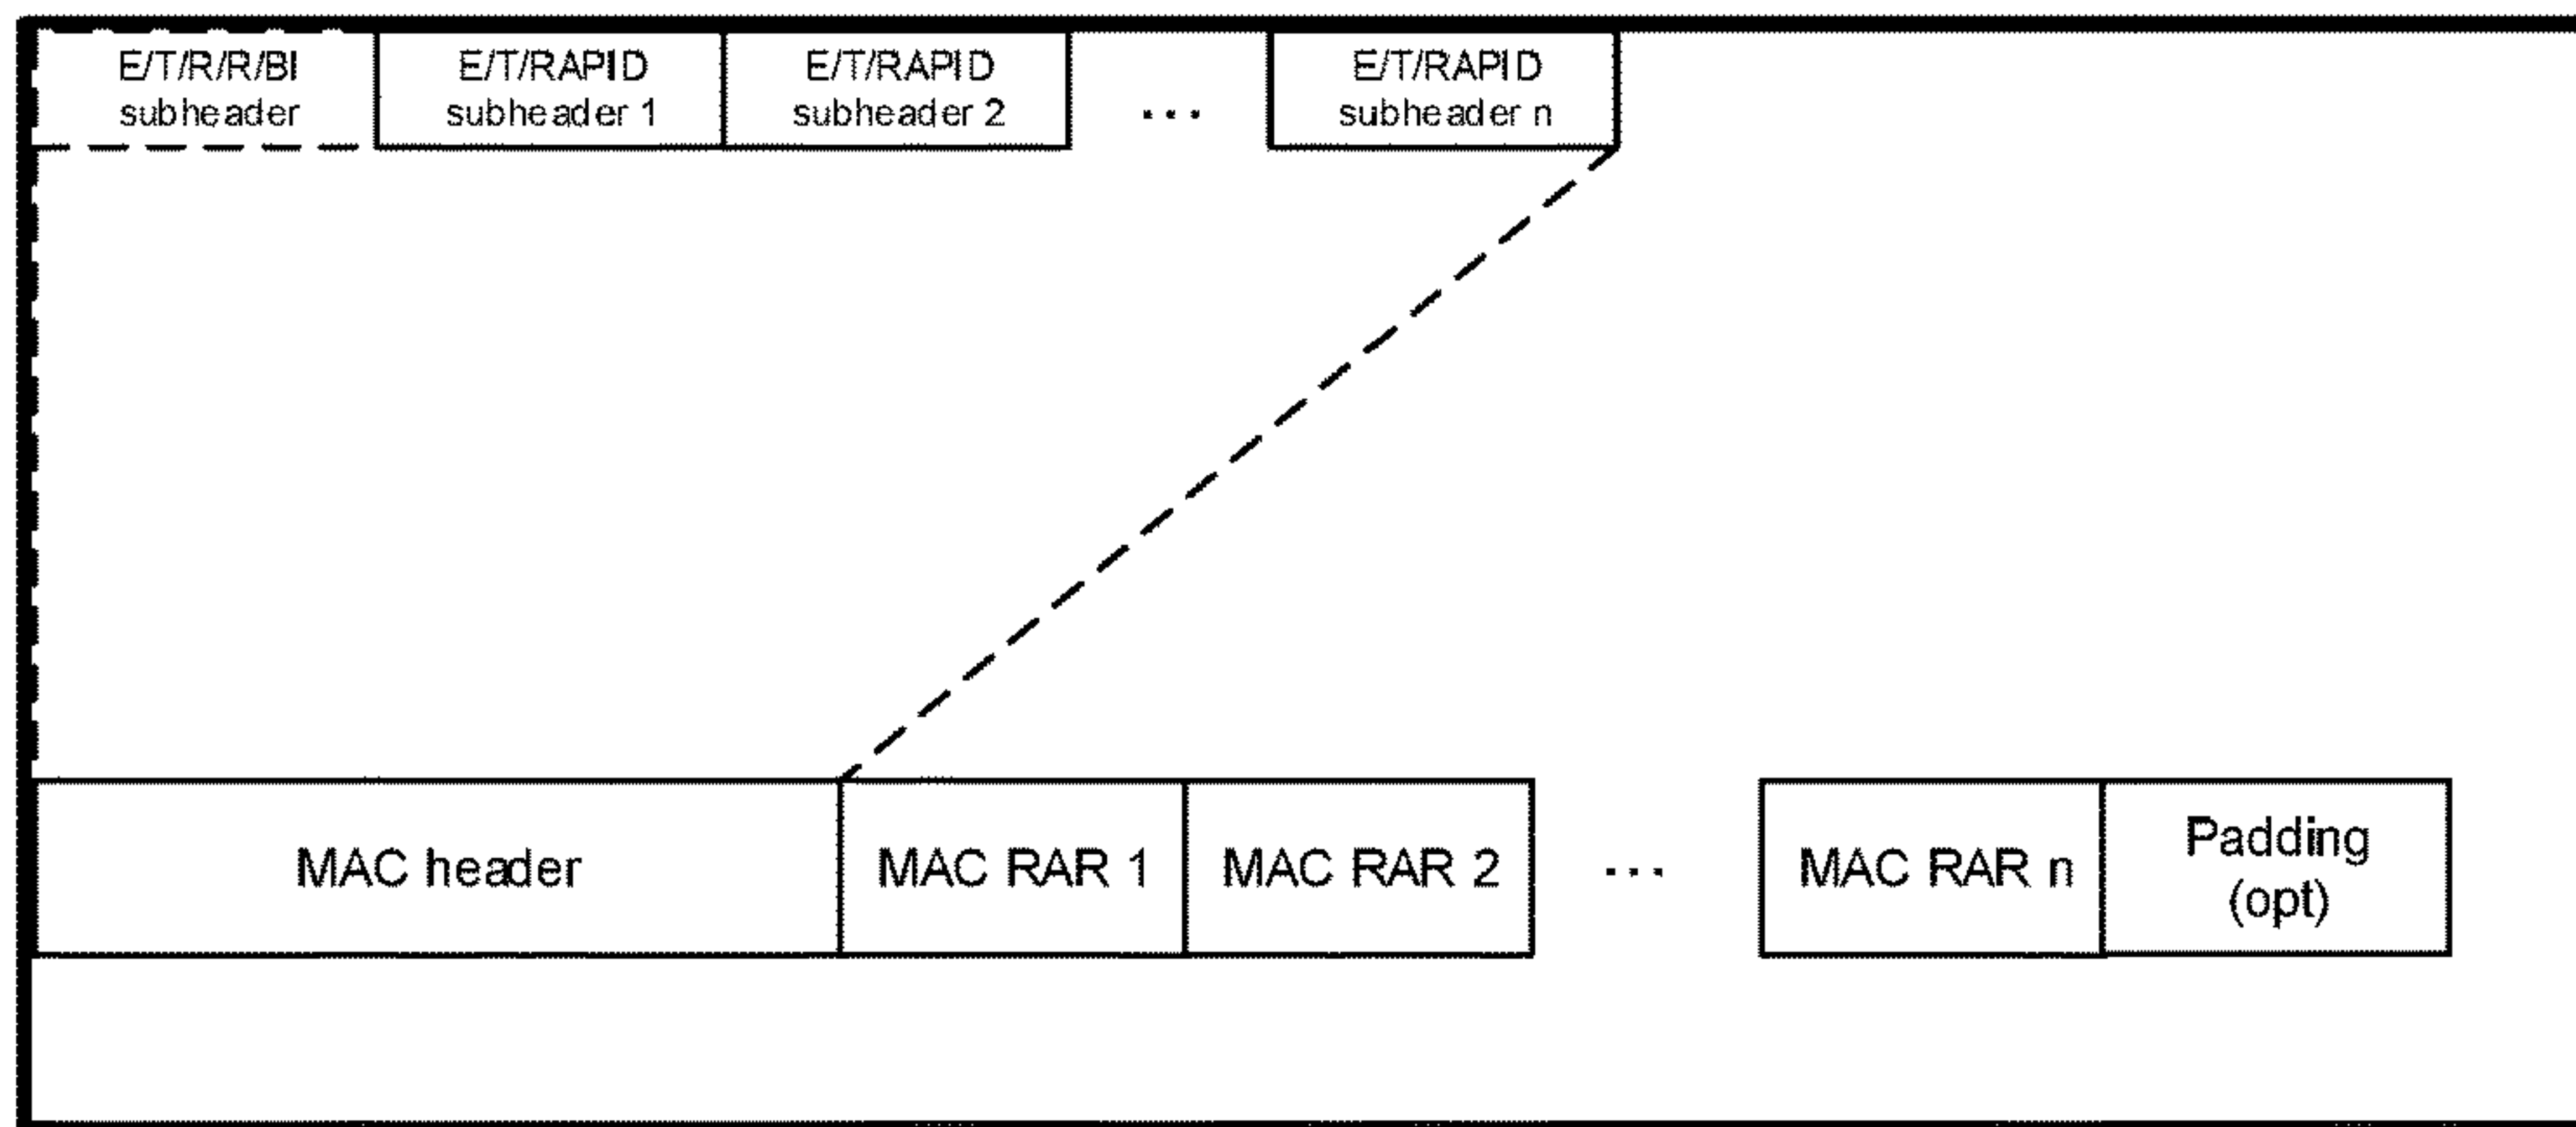 E/T/R/R/BI
subheader
E/T/RAPID
subheader 1
E/T/RAPID
subheader 2
...
E/T/RAPID
subheader n
MAC header
MAC RAR 1
MAC RAR 2
...
MAC RAR n
Padding
(opt)